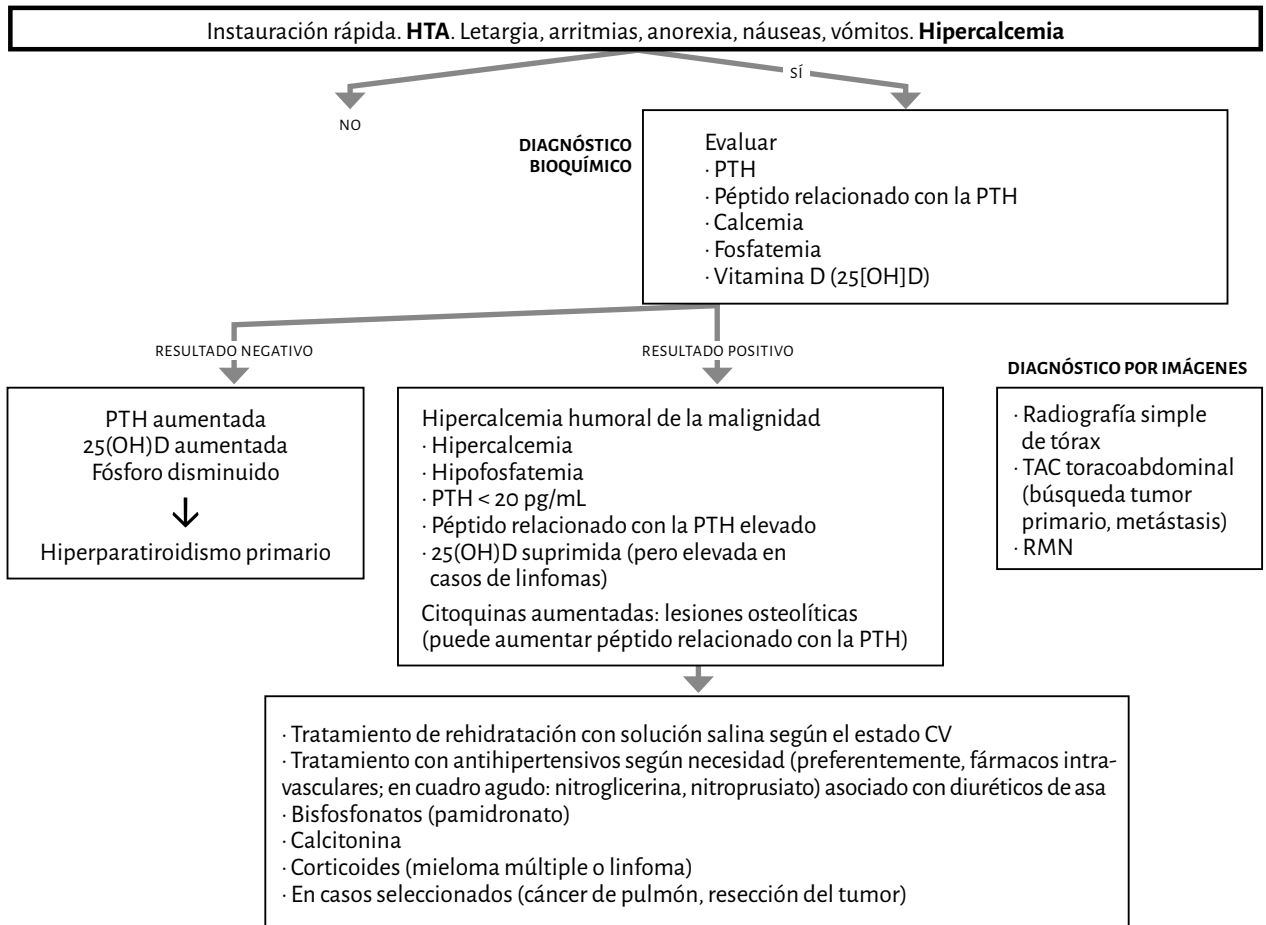 Instauración rápida. HTA. Letargia, arritmias, anorexia, náuseas, vómitos. Hipercalcemia
SÍ
NO
DIAGNÓSTICO
BIOQUÍMICO
Evaluar
· PTH
· Péptido relacionado con la PTH
· Calcemia
· Fosfatemia
· Vitamina D (25[OH]D)
RESULTADO NEGATIVO
RESULTADO POSITIVO
DIAGNÓSTICO POR IMÁGENES
PTH aumentada
25(OH)D aumentada
Fósforo disminuido
Hiperparatiroidismo primario
Hipercalcemia humoral de la malignidad
· Hipercalcemia
· Hipofosfatemia
· PTH < 20 pg/mL
· Péptido relacionado con la PTH elevado
· 25(OH)D suprimida (pero elevada en
casos de linfomas)
Citoquinas aumentadas: lesiones osteolíticas
(puede aumentar péptido relacionado con la PTH)
· Radiografía simple
de tórax
· TAC toracoabdominal
(búsqueda tumor
primario, metástasis)
· RMN
· Tratamiento de rehidratación con solución salina según el estado CV
· Tratamiento con antihipertensivos según necesidad (preferentemente, fármacos intra-
vasculares; en cuadro agudo: nitroglicerina, nitroprusiato) asociado con diuréticos de asa
· Bisfosfonatos (pamidronato)
· Calcitonina
· Corticoides (mieloma múltiple o linfoma)
· En casos seleccionados (cáncer de pulmón, resección del tumor)